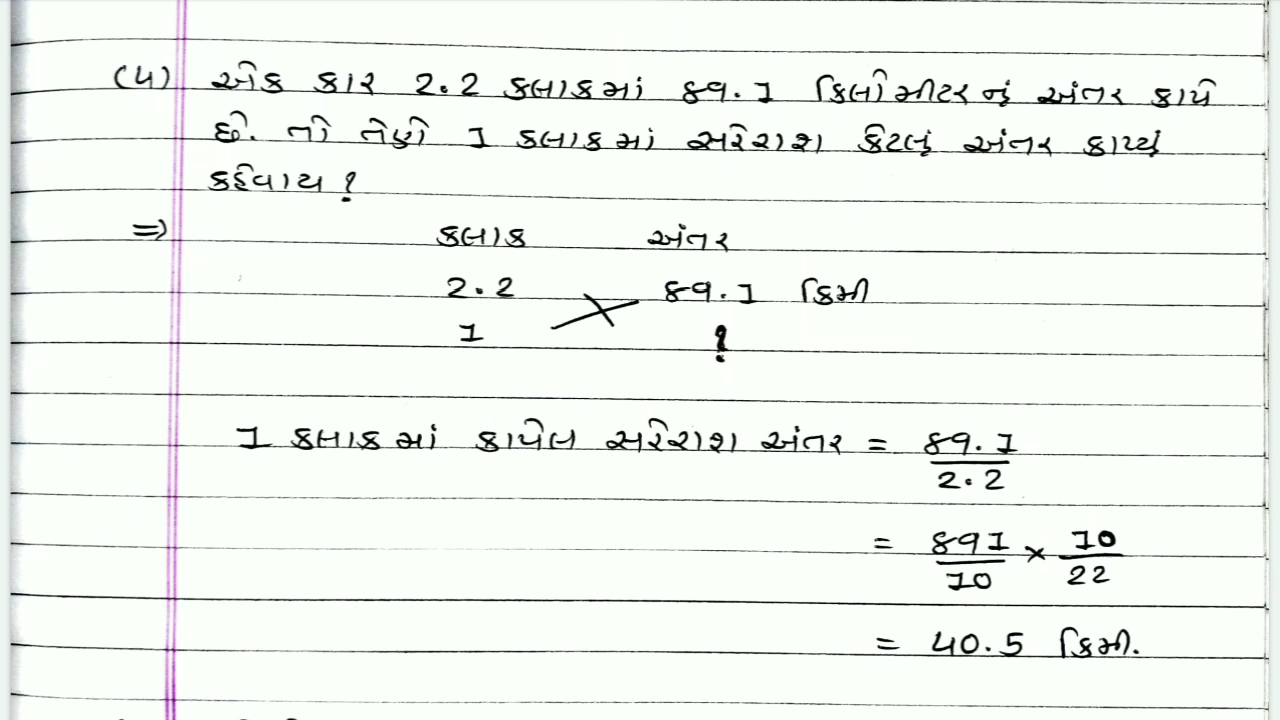 (૫) એક કાર 2.2 કલાકમાં 89.1 કિલોમીટરનું અંતર કાપે
છે. તો તેણે 1 કલાકમાં સરેરાશ કેટલું અંતર કાપ્યું
કહેવાય ?
⇒ કલાક અંતર
2.2 89.1 કિમી
1 ?
1 કલાકમાં કાપેલ સરેરાશ અંતર = 89.1 / 2.2
= 891/10 × 10/22
= 40.5 કિમી.